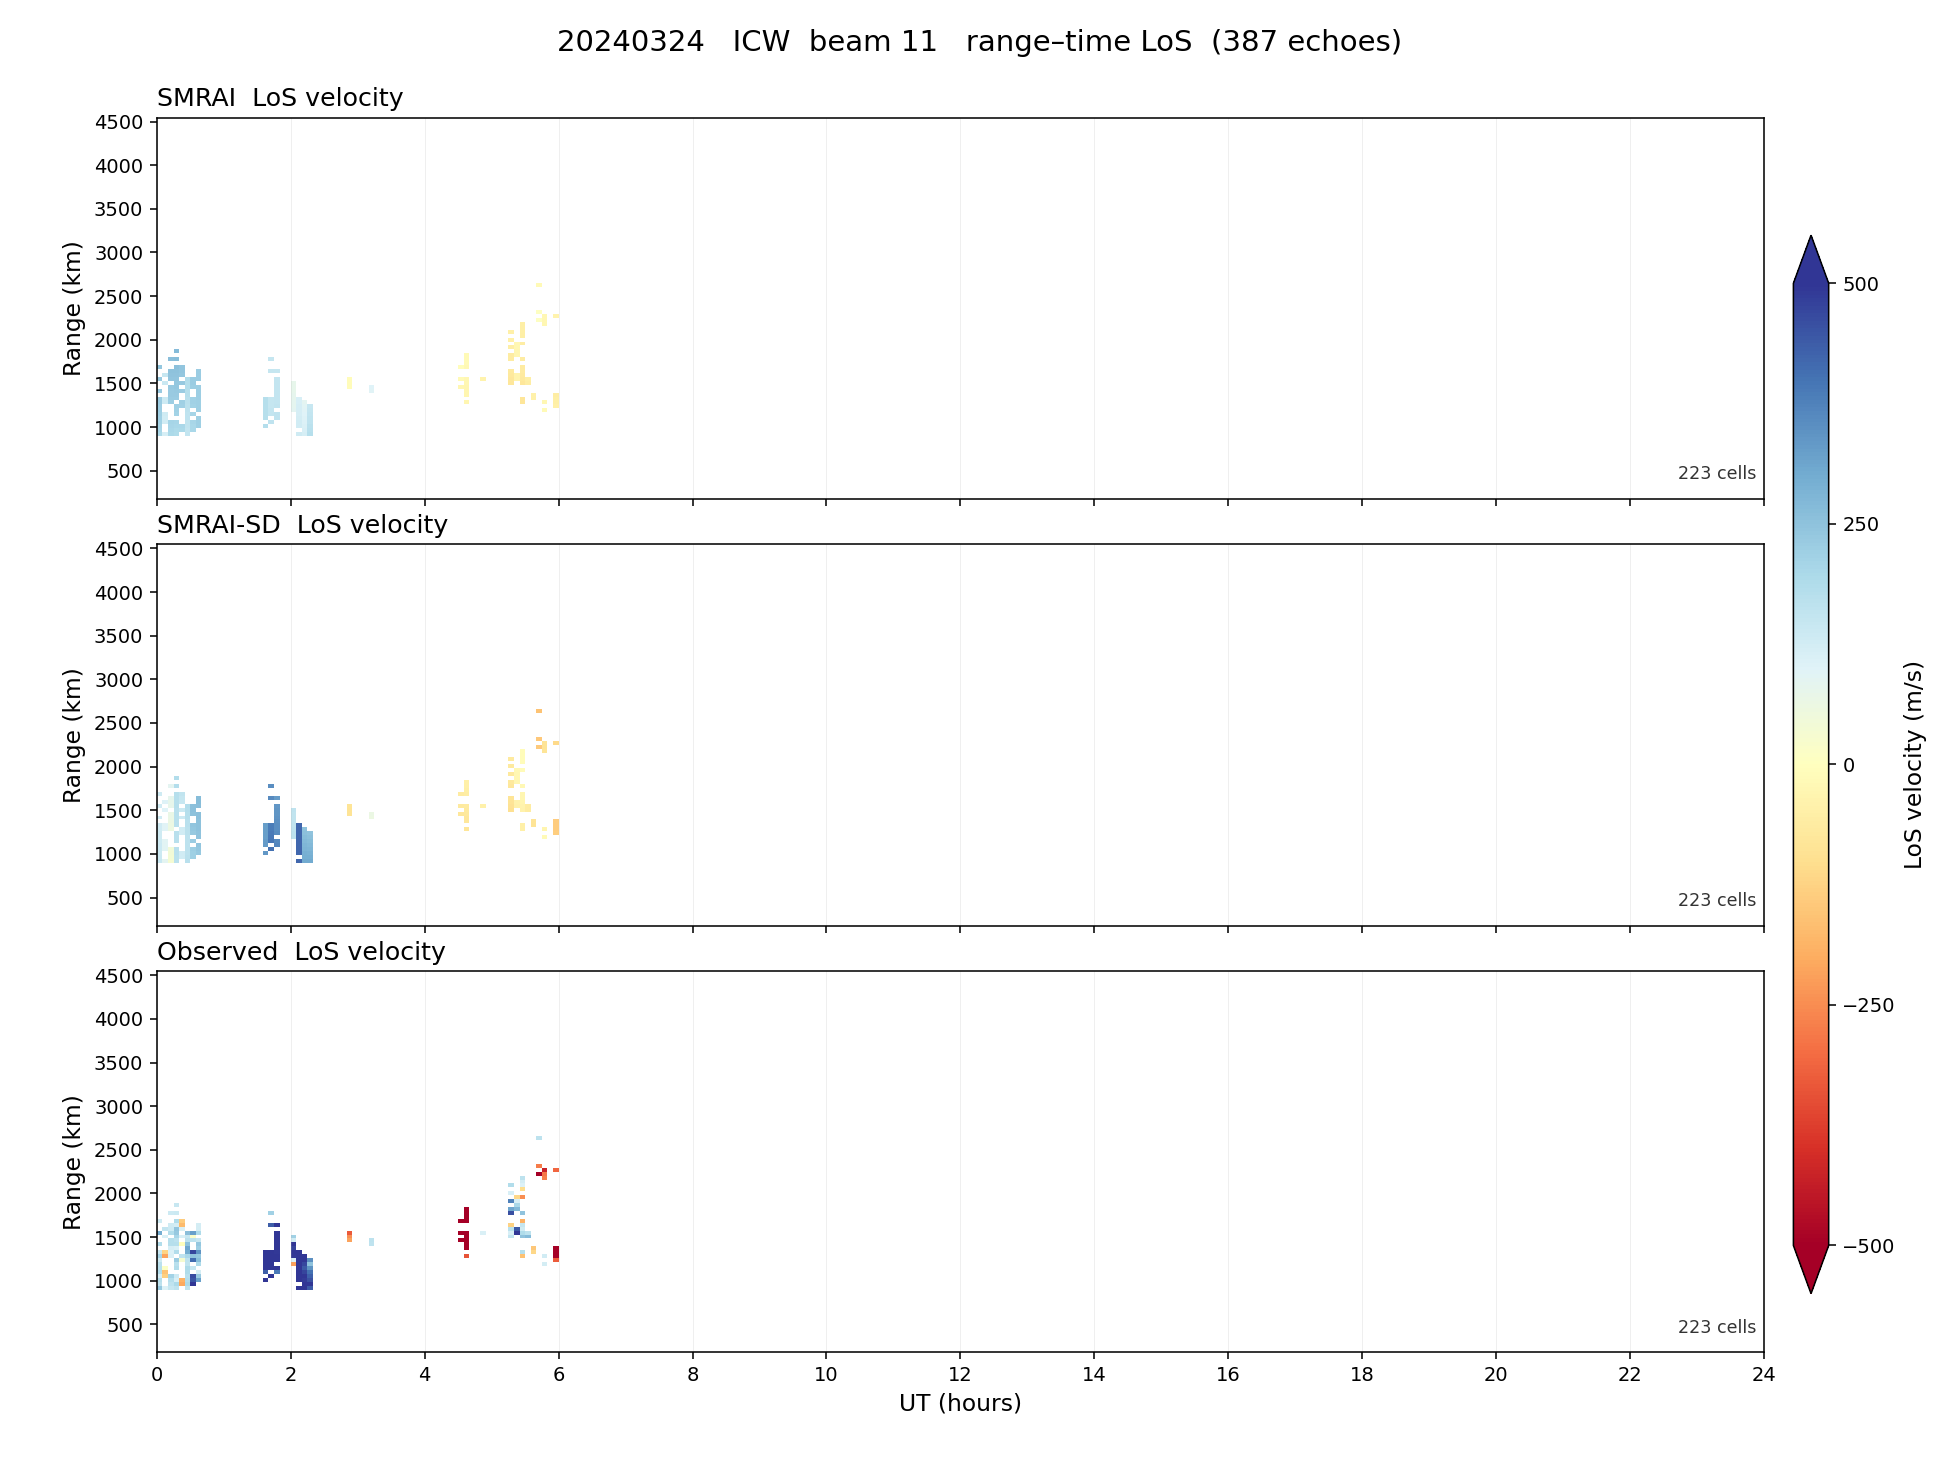 20240324   ICW  beam 11   range–time LoS  (387 echoes)
SMRAI  LoS velocity
4500
4000
3500
3000
2500
2000
1500
1000
500
Range (km)
223 cells
SMRAI-SD  LoS velocity
4500
4000
3500
3000
2500
2000
1500
1000
500
Range (km)
223 cells
Observed  LoS velocity
4500
4000
3500
3000
2500
2000
1500
1000
500
Range (km)
223 cells
0 2 4 6 8 10 12 14 16 18 20 22 24
UT (hours)
500
250
0
−250
−500
LoS velocity (m/s)